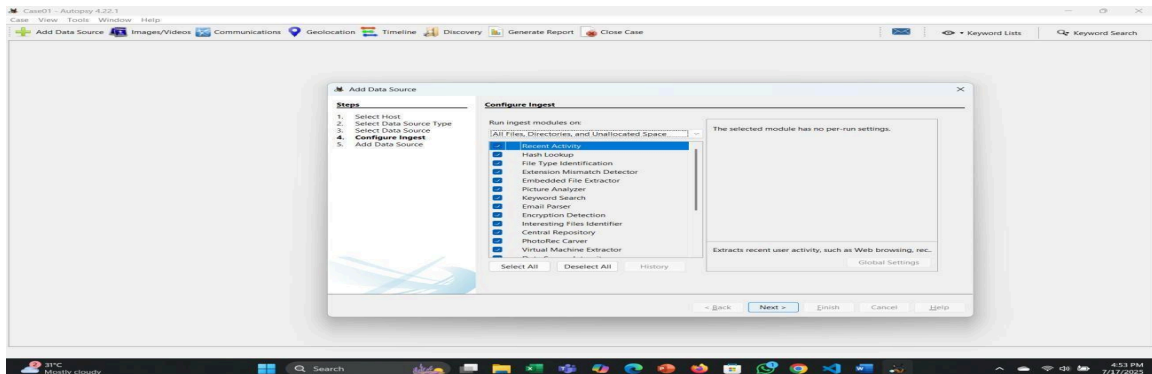 Case01 - Autopsy 4.22.1
Case View Tools Window Help
Add Data Source Images/Videos Communications Geolocation Timeline Discovery Generate Report Close Case Keyword Lists Keyword Search
Add Data Source
Steps
1. Select Host
2. Select Data Source Type
3. Select Data Source
4. Configure Ingest
5. Add Data Source
Configure Ingest
Run ingest modules on:
All Files, Directories, and Unallocated Space
Recent Activity
Hash Lookup
File Type Identification
Extension Mismatch Detector
Embedded File Extractor
Picture Analyzer
Keyword Search
Email Parser
Encryption Detection
Interesting Files Identifier
Central Repository
PhotoRec Carver
Virtual Machine Extractor
Select All Deselect All History
The selected module has no per-run settings.
Extracts recent user activity, such as Web browsing, rec...
Global Settings
< Back Next > Finish Cancel Help
31°C
Mostly cloudy
Search
4:53 PM
7/17/2025